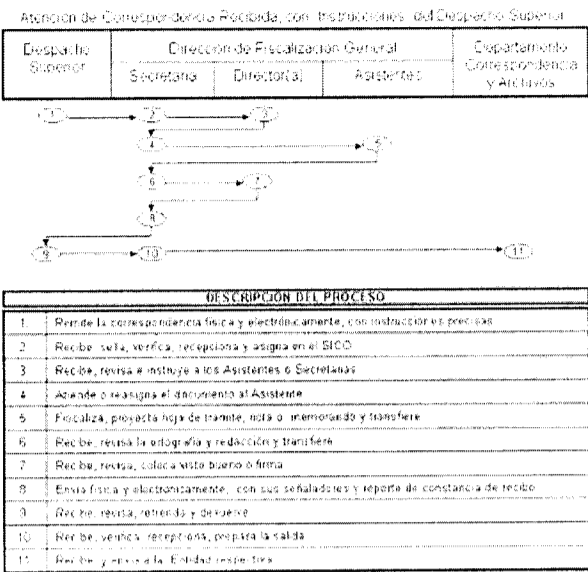 Atención de Correspondencia Recibida, con Instrucciones del Despacho Superior
Despacho Superior
Dirección de Fiscalización General
Departamento Correspondencia y Archivos
Secretaria
Director(a)
Asistentes
1 2 3
4 5
6 7
8
9 10 11
DESCRIPCIÓN DEL PROCESO
1 Remite la correspondencia física y electrónicamente, con instrucciones precisas
2 Recibe, sella, verifica, recepciona y asigna en el SICO
3 Recibe, revisa e instruye a los Asistentes o Secretarias
4 Atiende o reasigna el documento al Asistente
5 Fiscaliza, proyecta hoja de trámite, nota o memorando y transfiere
6 Recibe, revisa la ortografía y redacción y transfiere
7 Recibe, revisa, coloca visto bueno o firma
8 Envía física y electrónicamente, con sus señaladores y reporte de constancia de recibo
9 Recibe, revisa, refrenda y devuelve
10 Recibe, verifica, recepciona, prepara la salida
11 Recibe y envía a la Entidad respectiva